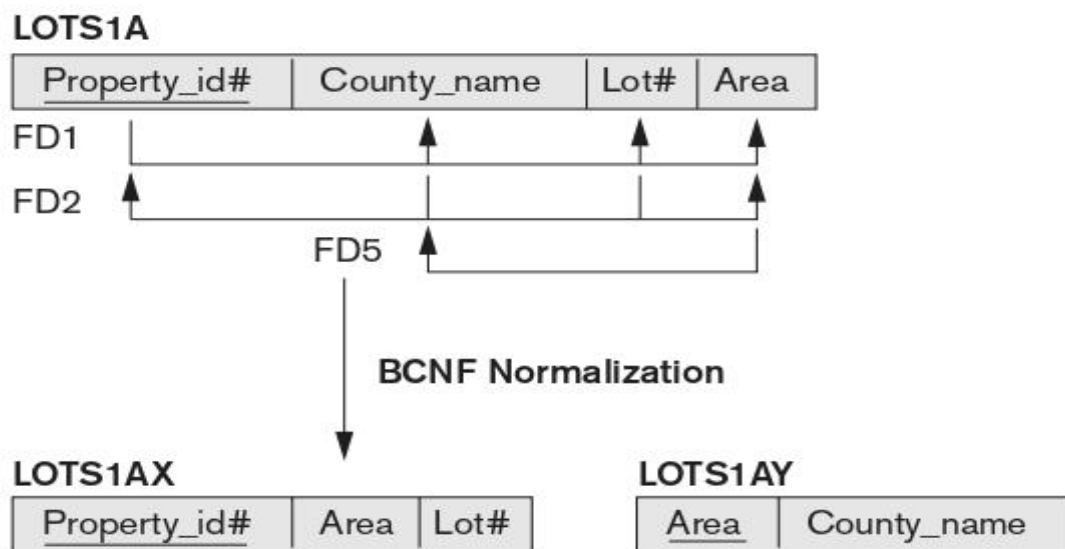 LOTS1A
Property_id# County_name Lot# Area
FD1
FD2
FD5
BCNF Normalization
LOTS1AX LOTS1AY
Property_id# Area Lot# Area County_name